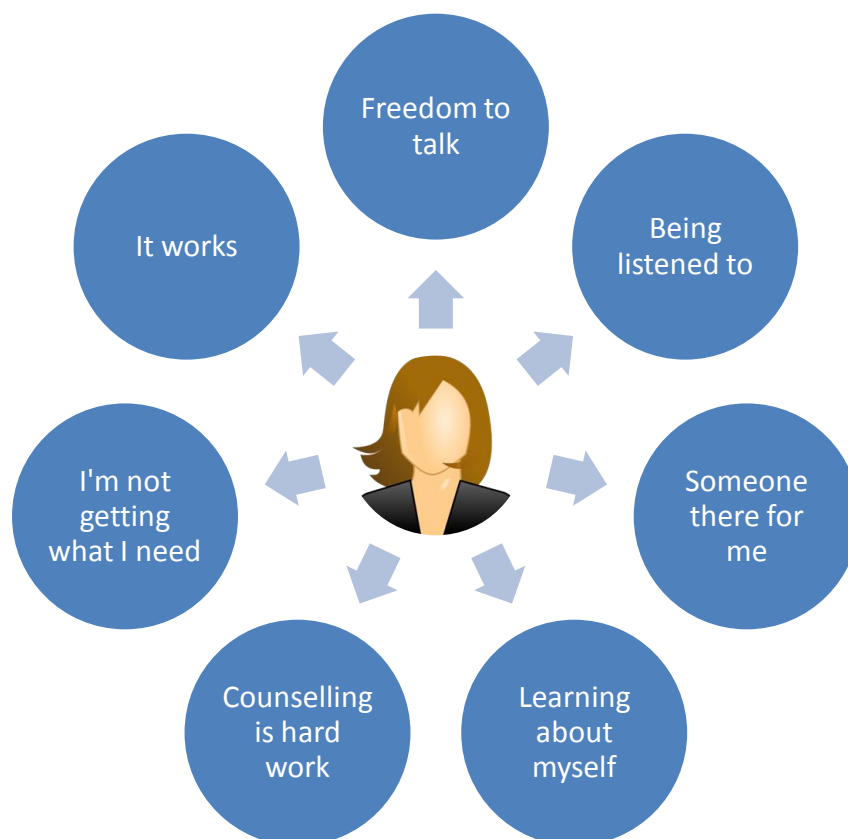 Freedom to
talk
Being
listened to
Someone
there for
me
Learning
about
myself
Counselling
is hard
work
I'm not
getting
what I need
It works